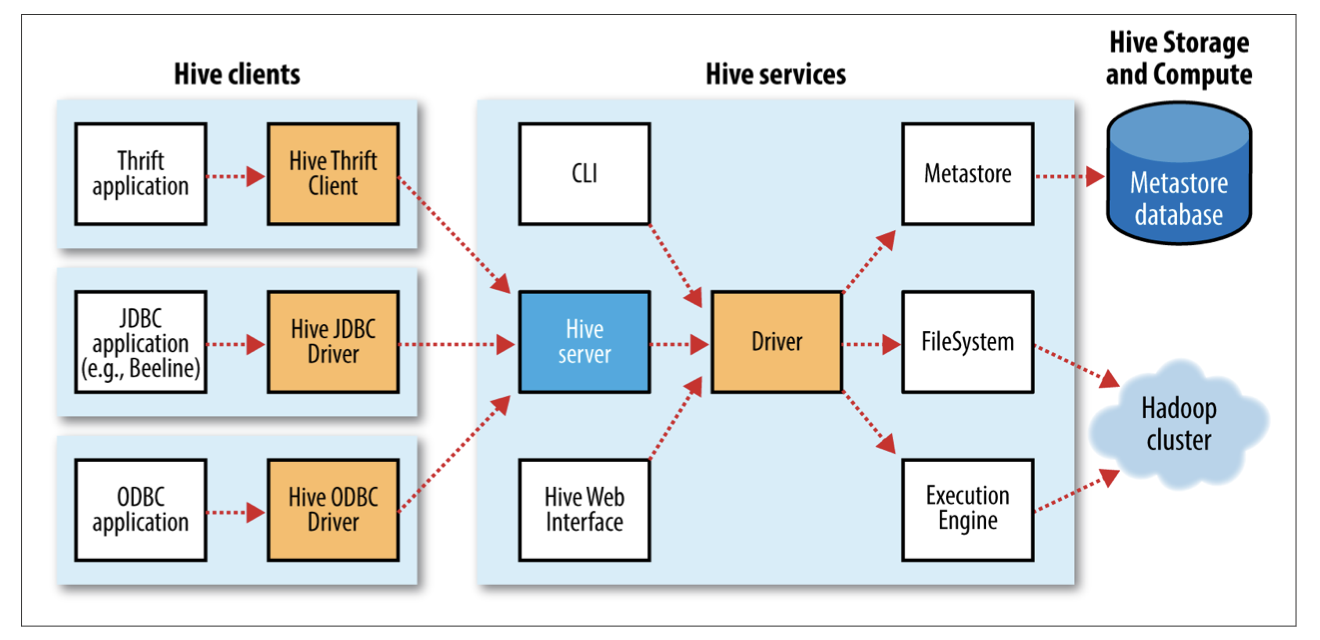 Hive clients
Hive services
Hive Storage
and Compute
Thrift
application
Hive Thrift
Client
CLI
Metastore
Metastore
database
JDBC
application
(e.g., Beeline)
Hive JDBC
Driver
Hive
server
Driver
FileSystem
Hadoop
cluster
ODBC
application
Hive ODBC
Driver
Hive Web
Interface
Execution
Engine